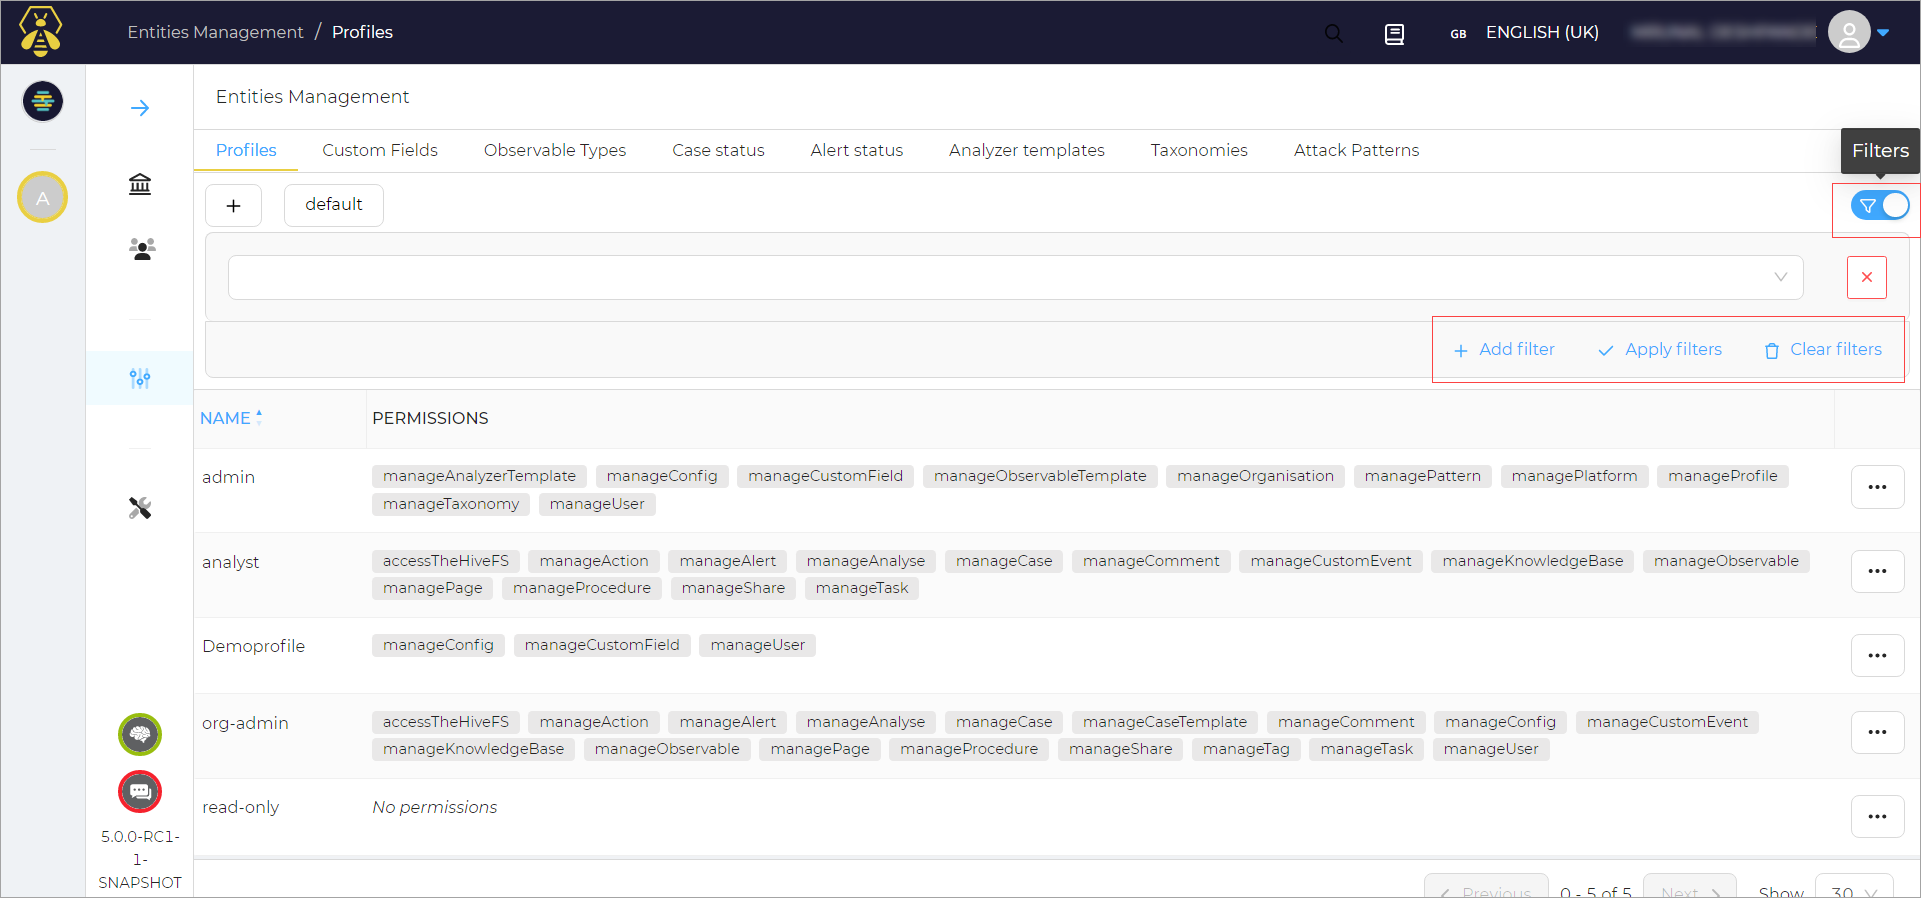 Entities Management / Profiles
GB ENGLISH (UK)
Entities Management
Profiles Custom Fields Observable Types Case status Alert status Analyzer templates Taxonomies Attack Patterns
Filters
A
+ default
+ Add filter Apply filters Clear filters
NAME PERMISSIONS
admin
manageAnalyzerTemplate manageConfig manageCustomField manageObservableTemplate manageOrganisation managePattern managePlatform manageProfile
manageTaxonomy manageUser
analyst
accessTheHiveFS manageAction manageAlert manageAnalyse manageCase manageComment manageCustomEvent manageKnowledgeBase manageObservable
managePage manageProcedure manageShare manageTask
Demoprofile
manageConfig manageCustomField manageUser
org-admin
accessTheHiveFS manageAction manageAlert manageAnalyse manageCase manageCaseTemplate manageComment manageConfig manageCustomEvent
manageKnowledgeBase manageObservable managePage manageProcedure manageShare manageTag manageTask manageUser
read-only
No permissions
5.0.0-RC1-
1-
SNAPSHOT
Previous 0 - 5 of 5 Next Show 30